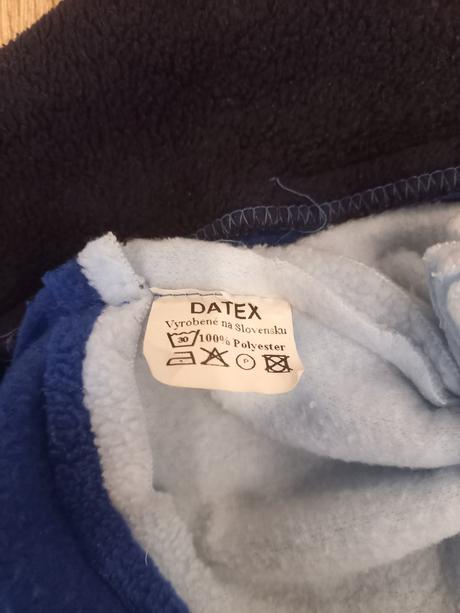 DATEX
Vyrobené na Slovensku
30 100% Polyester
P